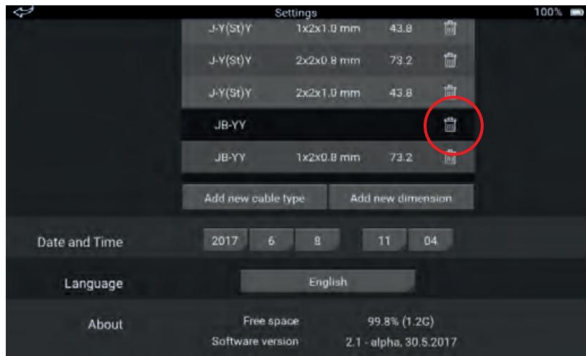 Settings 100%
J-Y(St)Y 1x2x1.0 mm 43.8
J-Y(St)Y 2x2x0.8 mm 73.2
J-Y(St)Y 2x2x1.0 mm 43.8
JB-YY
JB-YY 1x2x0.8 mm 73.2
Add new cable type Add new dimension
Date and Time 2017 6 8 11 04
Language English
About Free space 99.8% (1.2G)
Software version 2.1 - alpha, 30.5.2017